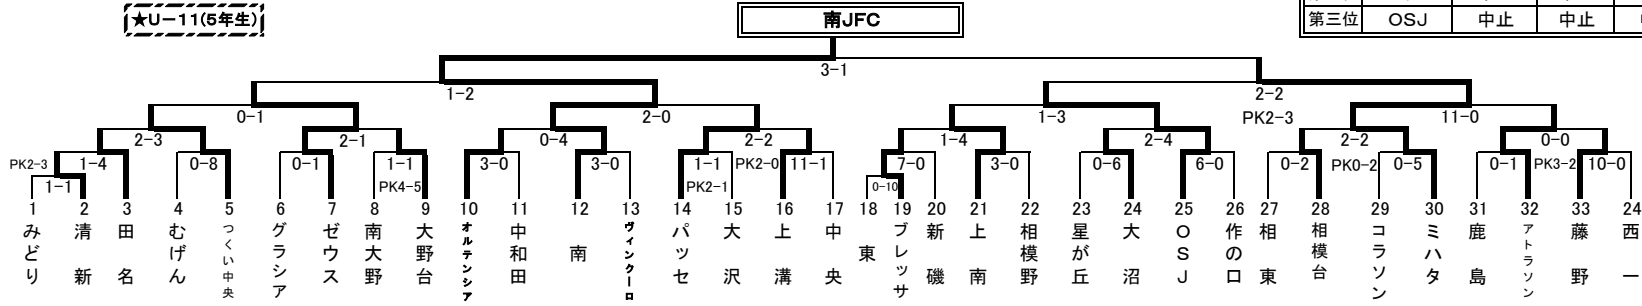 ★U-11(5年生)
南JFC
第三位 OSJ 中止 中止
3-1
1-2 2-2
PK2-3
0-1 2-0 1-3 11-0
2-3 2-1 0-4 2-2 1-4 2-4 2-2 0-0
PK2-3 1-4 0-8 0-1 1-1 3-0 3-0 1-1 PK2-0 11-1 7-0 3-0 0-6 6-0 0-2 PK0-2 0-5 0-1 PK3-2 10-0
1-1 PK4-5 PK2-1 0-10
1 2 3 4 5 6 7 8 9 10 11 12 13 14 15 16 17 18 19 20 21 22 23 24 25 26 27 28 29 30 31 32 33 24
みどり
清新
田名
むげん
つくい中央
グラシア
ゼウス
南大野
大野台
オルテンシア
中和田
南
ヴィンクーロ
パッセ
大沢
上溝
中央
東
ブレッサ
新磯
上南
相模野
星が丘
大沼
OSJ
作のロ
相東
相模台
コラソン
ミハタ
鹿島
アトラソン
藤野
西一